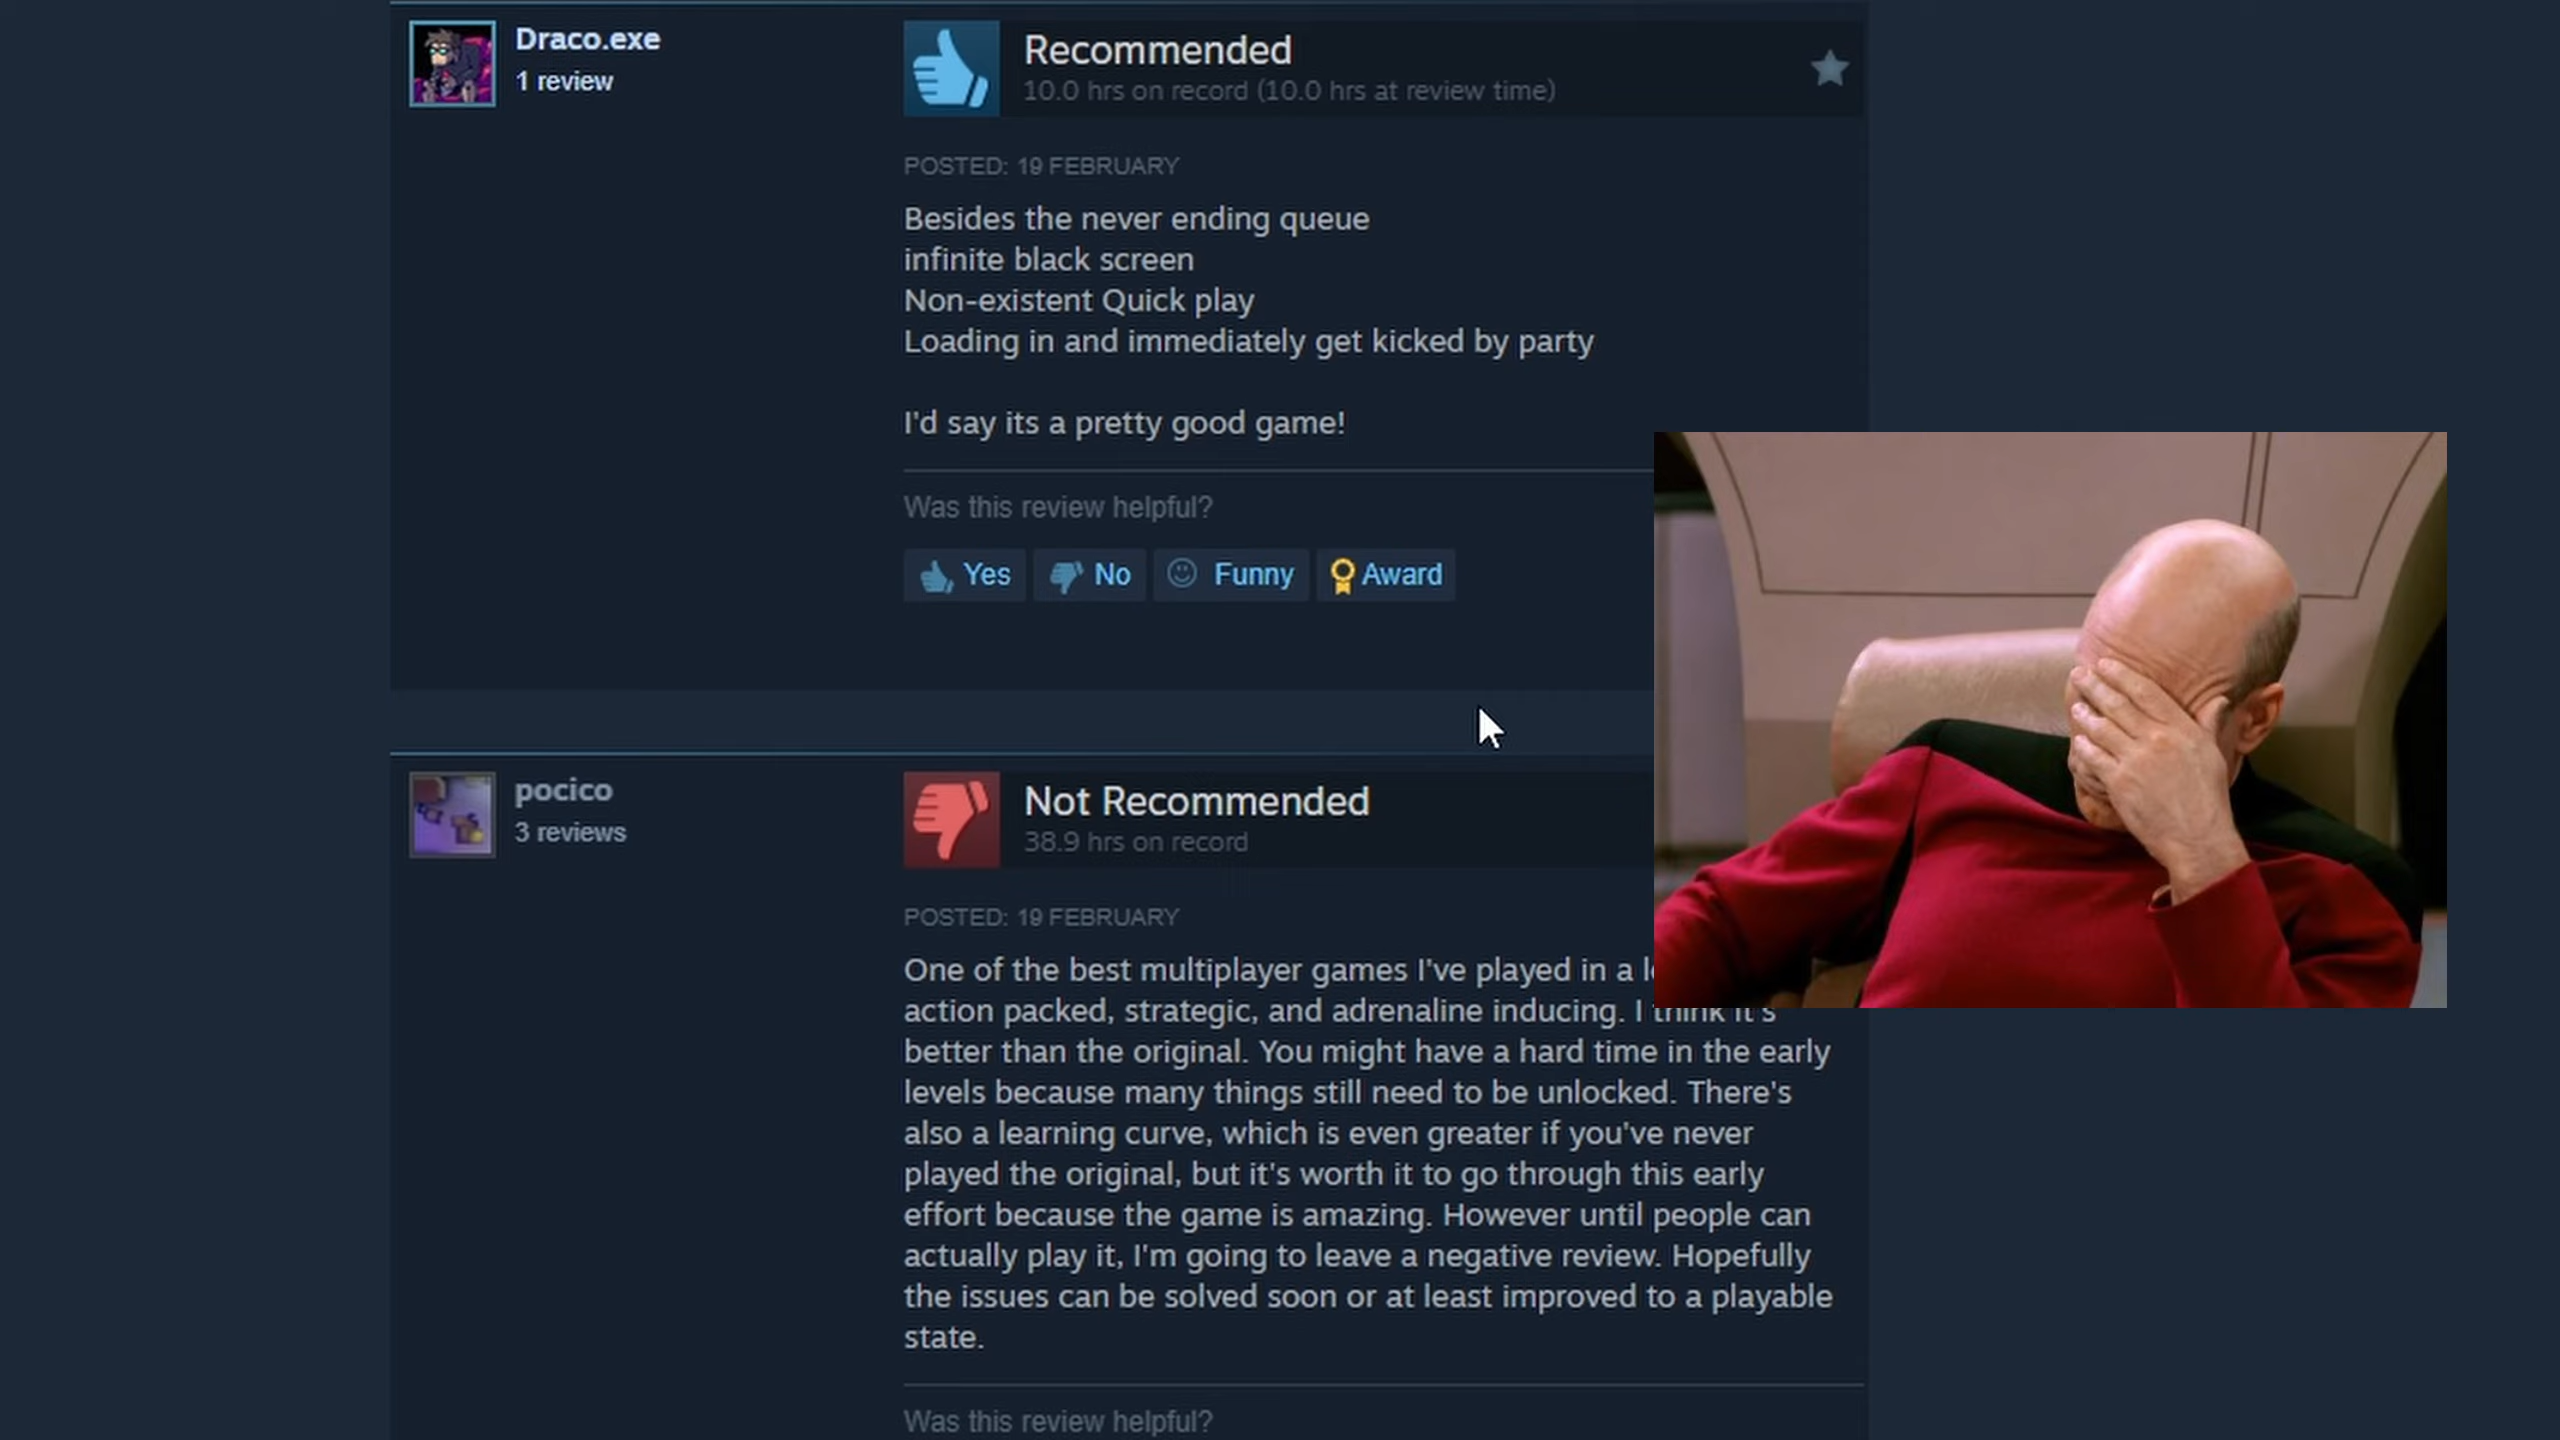 Draco.exe
1 review
Recommended
10.0 hrs on record (10.0 hrs at review time)
POSTED: 19 FEBRUARY
Besides the never ending queue
infinite black screen
Non-existent Quick play
Loading in and immediately get kicked by party
I'd say its a pretty good game!
Was this review helpful?
Yes No Funny Award
pocico
3 reviews
Not Recommended
38.9 hrs on record
POSTED: 19 FEBRUARY
One of the best multiplayer games I've played in a
action packed, strategic, and adrenaline inducing. I think it's
better than the original. You might have a hard time in the early
levels because many things still need to be unlocked. There's
also a learning curve, which is even greater if you've never
played the original, but it's worth it to go through this early
effort because the game is amazing. However until people can
actually play it, I'm going to leave a negative review. Hopefully
the issues can be solved soon or at least improved to a playable
state.
Was this review helpful?